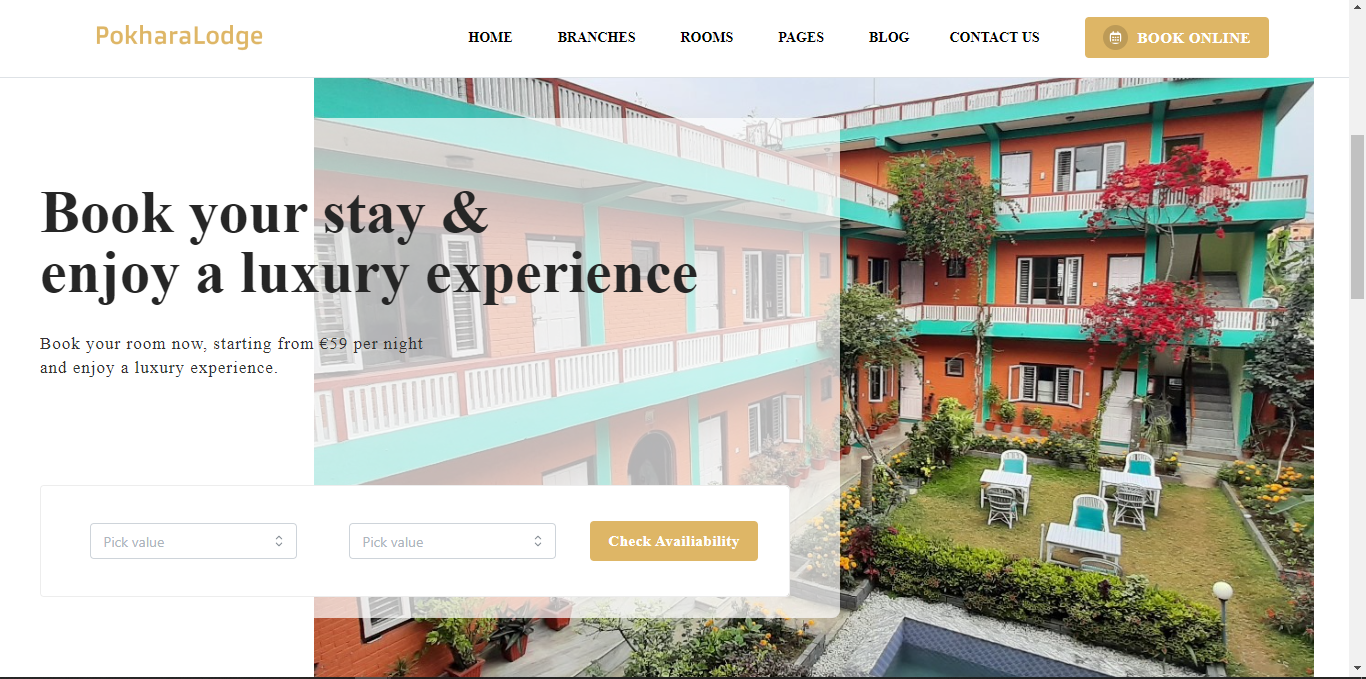 PokharaLodge
HOME BRANCHES ROOMS PAGES BLOG CONTACT US BOOK ONLINE
Book your stay &
enjoy a luxury experience
Book your room now, starting from €59 per night
and enjoy a luxury experience.
Pick value Pick value Check Availiability